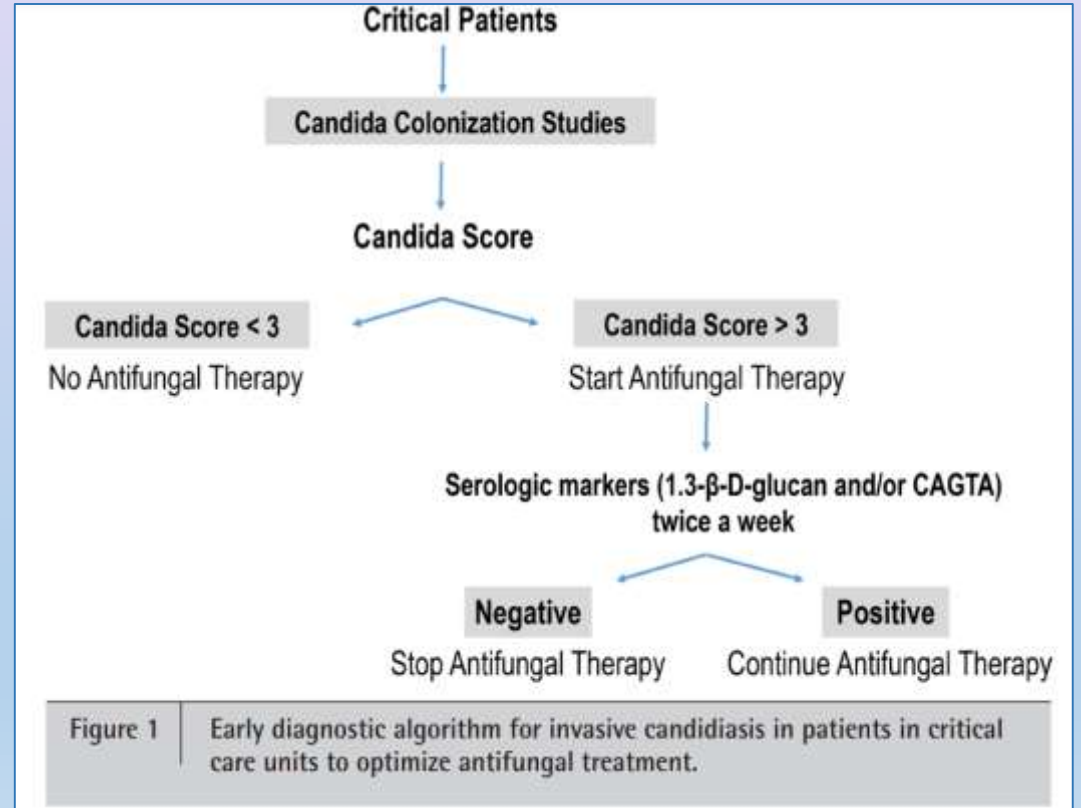 Critical Patients
Candida Colonization Studies
Candida Score
Candida Score < 3
No Antifungal Therapy
Candida Score > 3
Start Antifungal Therapy
Serologic markers (1.3-β-D-glucan and/or CAGTA)
twice a week
Negative
Stop Antifungal Therapy
Positive
Continue Antifungal Therapy
Figure 1
Early diagnostic algorithm for invasive candidiasis in patients in critical
care units to optimize antifungal treatment.